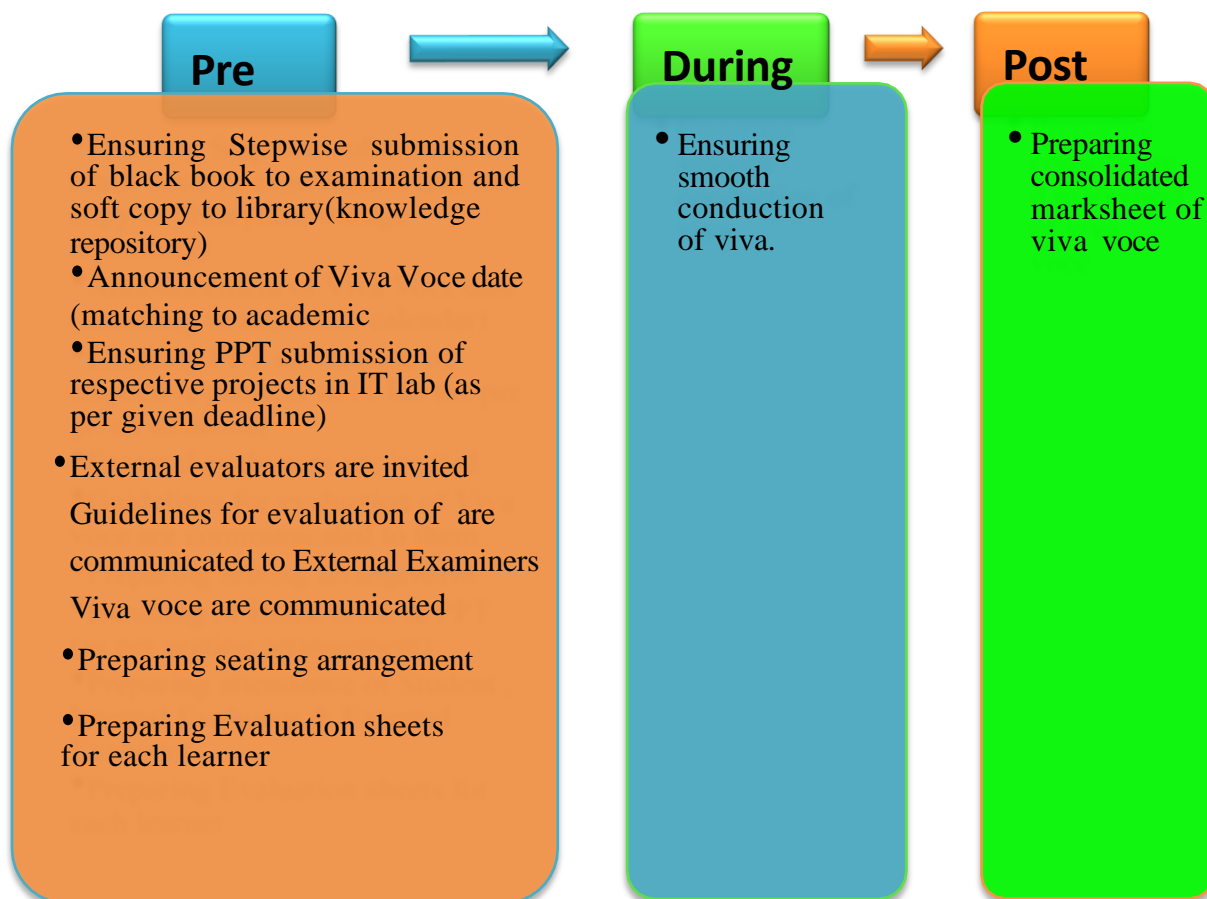 Pre
•Ensuring Stepwise submission
of black book to examination and
soft copy to library(knowledge
repository)
•Announcement of Viva Voce date
(matching to academic
•Ensuring PPT submission of
respective projects in IT lab (as
per given deadline)
•External evaluators are invited
Guidelines for evaluation of are
communicated to External Examiners
Viva voce are communicated
•Preparing seating arrangement
•Preparing Evaluation sheets
for each learner
During
• Ensuring
smooth
conduction
of viva.
Post
• Preparing
consolidated
marksheet of
viva voce